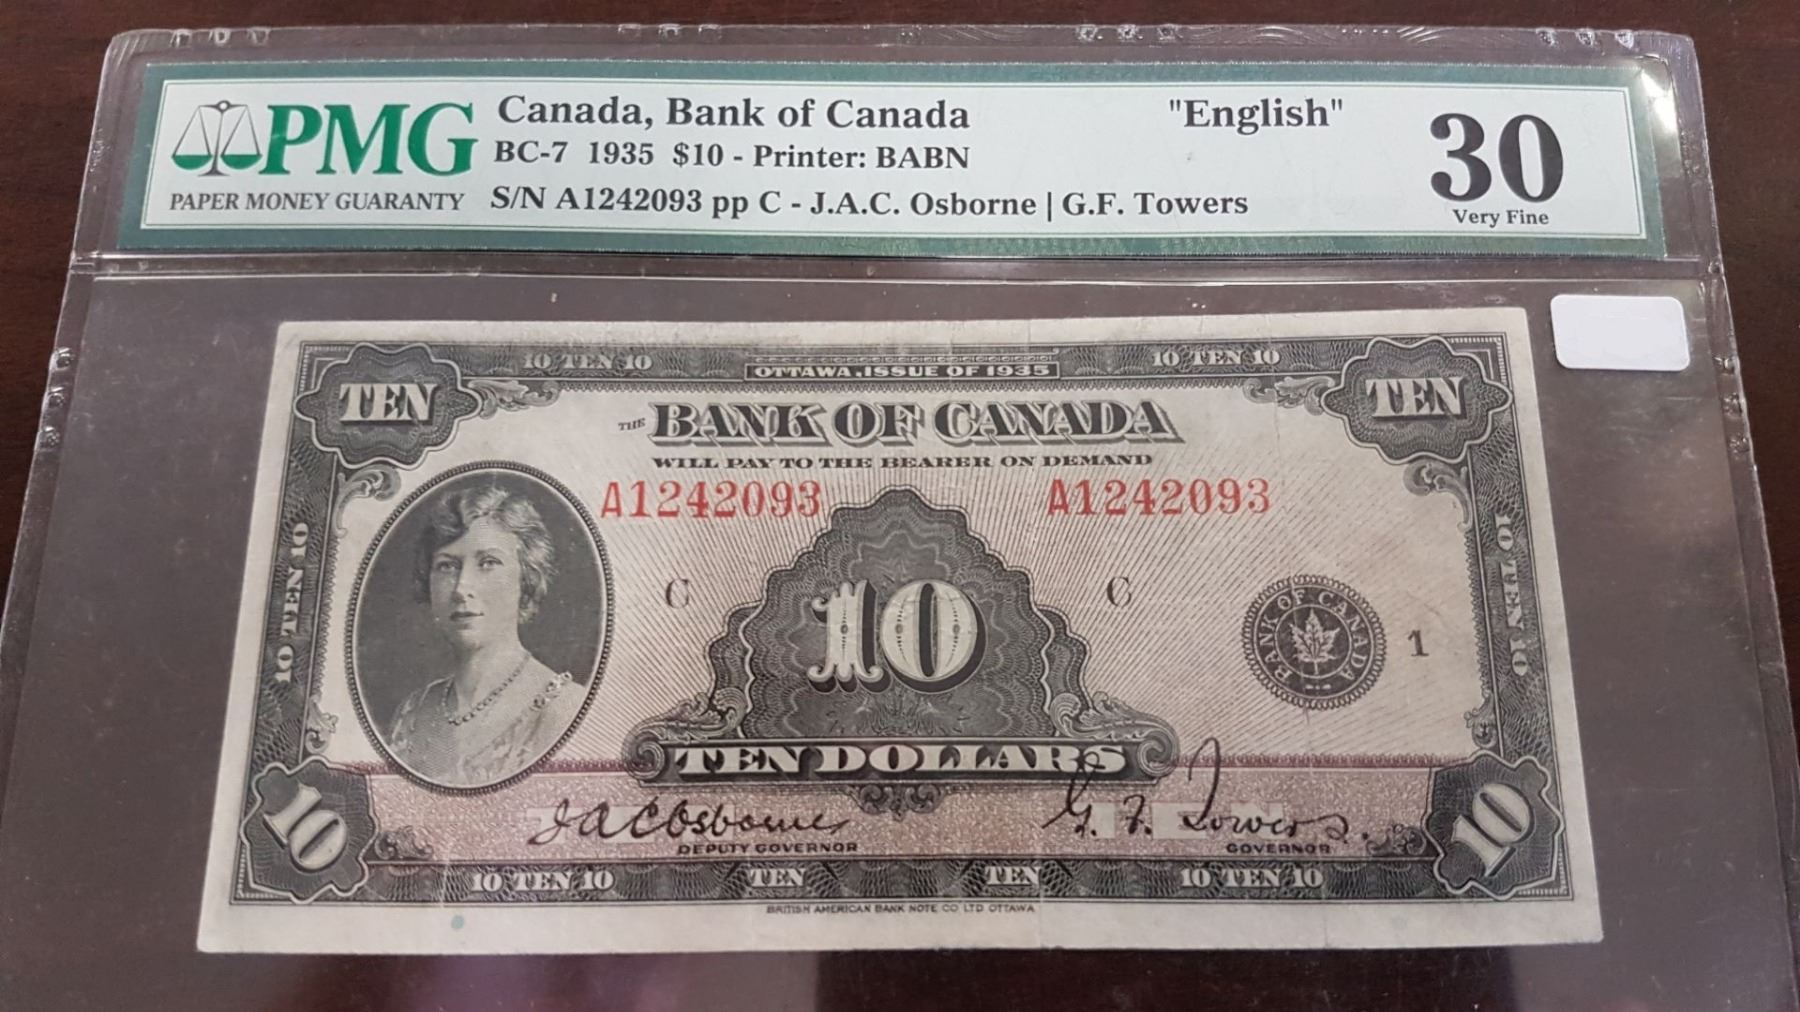 PMG
PAPER MONEY GUARANTY
Canada, Bank of Canada "English"
BC-7 1935 $10 - Printer: BABN
S/N A1242093 pp C - J.A.C. Osborne | G.F. Towers
30
Very Fine
10 TEN 10
OTTAWA. ISSUE OF 1935
10 TEN 10
TEN
TEN
THE BANK OF CANADA
WILL PAY TO THE BEARER ON DEMAND
A1242093
A1242093
10 TEN 10
10 TEN 10
C
C
10
BANK OF CANADA
1
TEN DOLLARS
10
10
JAC Osborne
G. F. Towers.
DEPUTY GOVERNOR
GOVERNOR
10 TEN 10
TEN
TEN
10 TEN 10
BRITISH AMERICAN BANK NOTE CO LTD OTTAWA